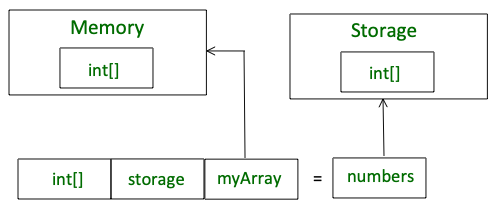 Memory
int[]
Storage
int[]
int[] storage myArray = numbers